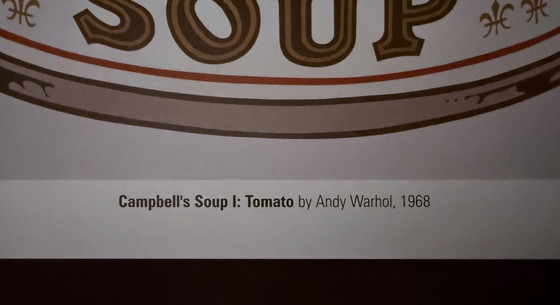 SOUP
Campbell's Soup I: Tomato by Andy Warhol, 1968